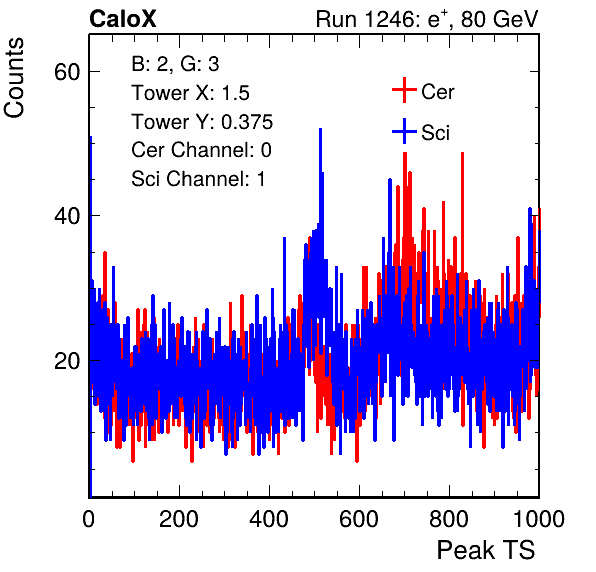 CaloX Run 1246: e⁺, 80 GeV
Counts
B: 2, G: 3
Tower X: 1.5
Tower Y: 0.375
Cer Channel: 0
Sci Channel: 1
Cer
Sci
60
40
20
0 200 400 600 800 1000
Peak TS